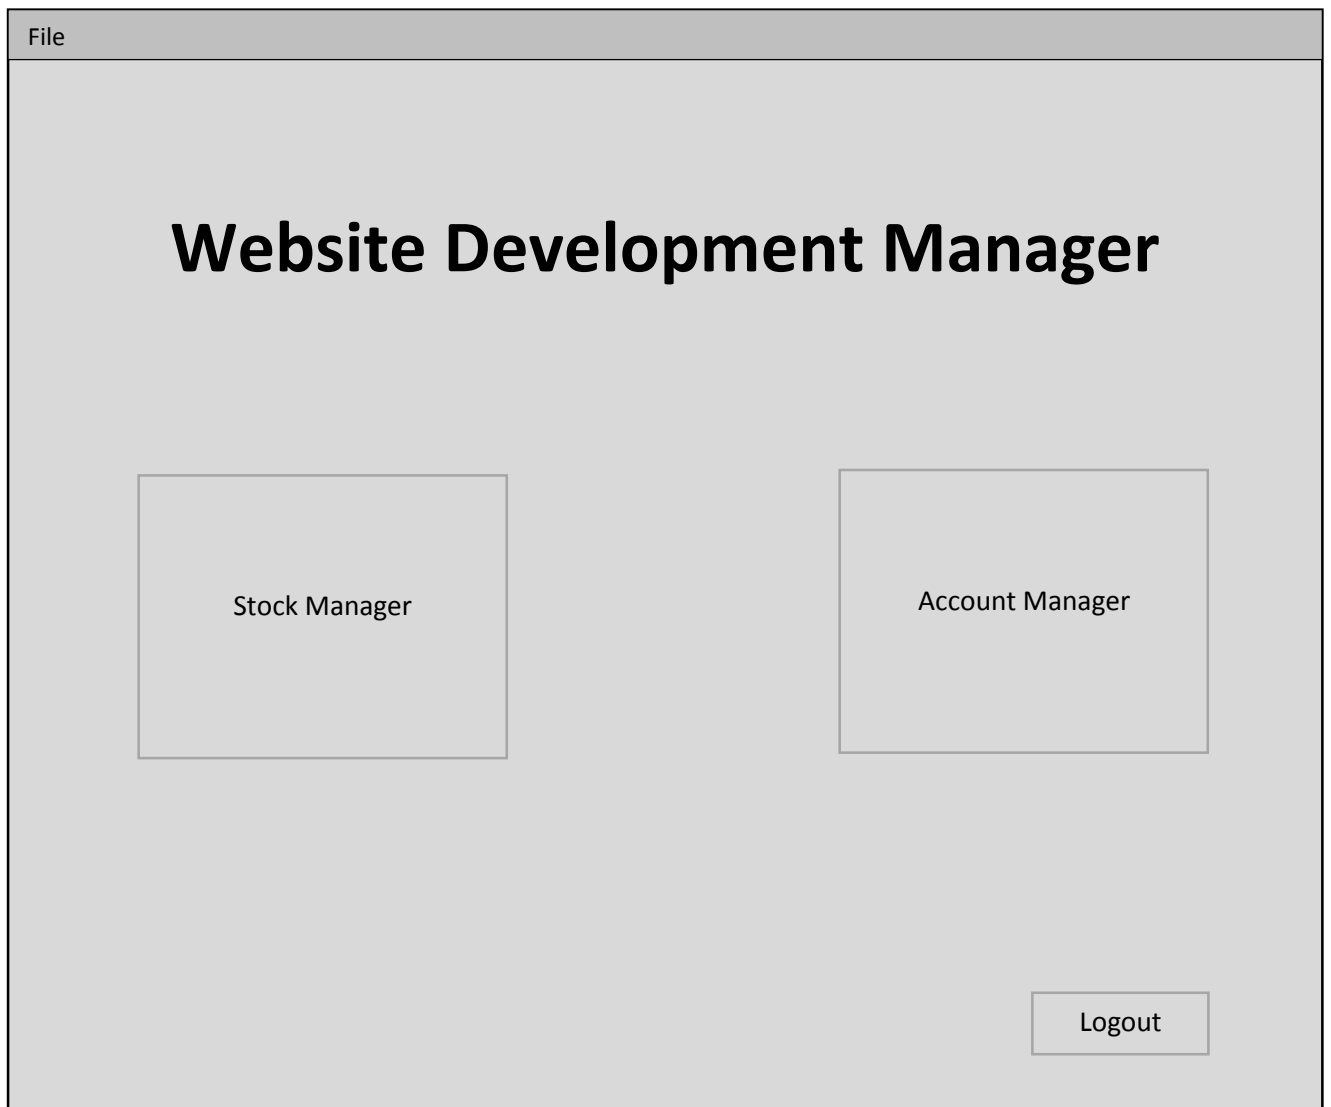 File
Website Development Manager
Stock Manager
Account Manager
Logout